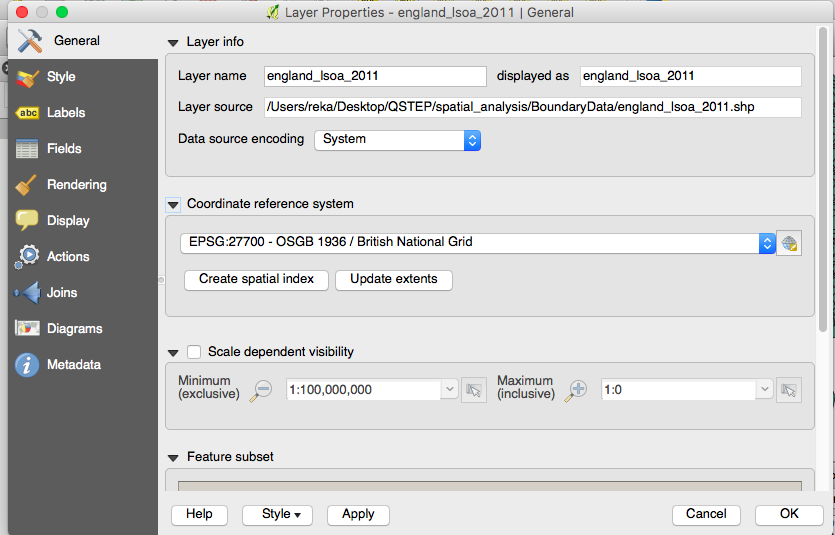 Layer Properties - england_lsoa_2011 | General
General
Style
Labels
Fields
Rendering
Display
Actions
Joins
Diagrams
Metadata
abc
Layer info
Layer name england_lsoa_2011 displayed as england_lsoa_2011
Layer source /Users/reka/Desktop/QSTEP/spatial_analysis/BoundaryData/england_lsoa_2011.shp
Data source encoding System
Coordinate reference system
EPSG:27700 - OSGB 1936 / British National Grid
Create spatial index Update extents
Scale dependent visibility
Minimum (exclusive) 1:100,000,000 Maximum (inclusive) 1:0
Feature subset
Help Style Apply Cancel OK